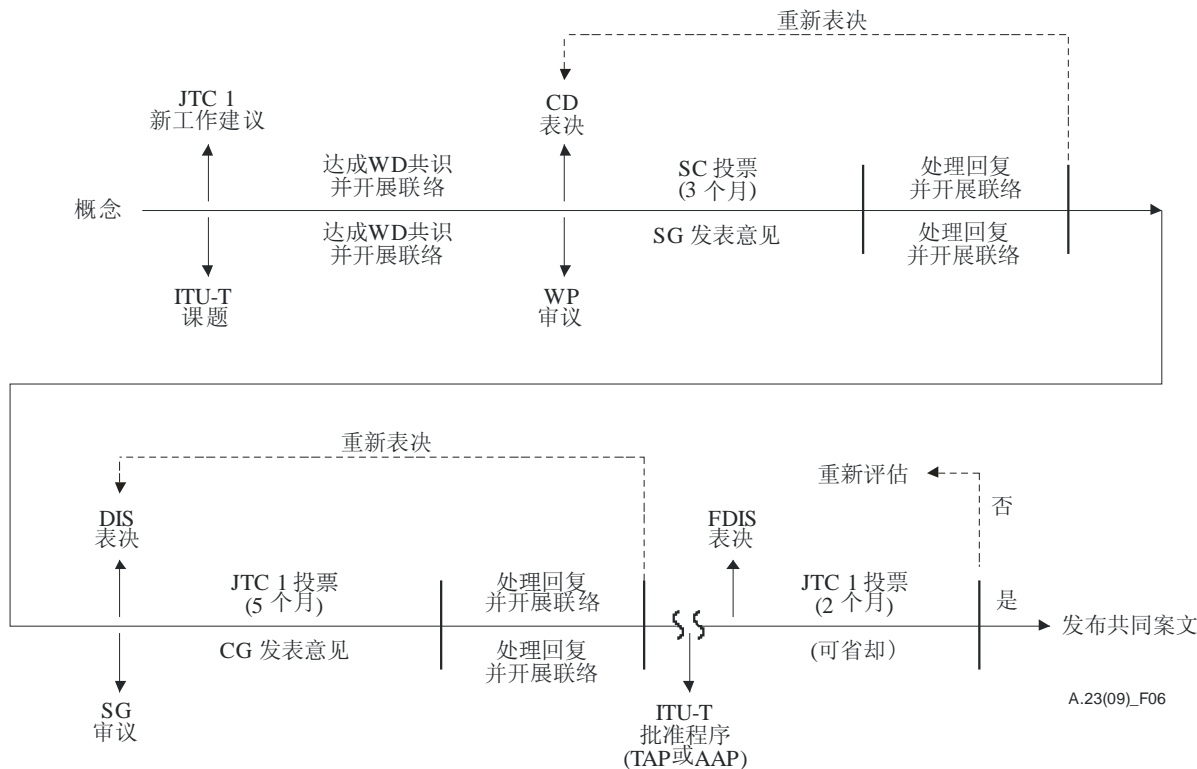 重新表决
JTC 1
新工作建议
CD
表决
达成WD共识
并开展联络
SC 投票
(3 个月)
处理回复
并开展联络
概念
达成WD共识
并开展联络
SG 发表意见
处理回复
并开展联络
ITU-T
课题
WP
审议
重新表决
重新评估
DIS
表决
FDIS
表决
否
JTC 1 投票
(5 个月)
处理回复
并开展联络
JTC 1 投票
(2 个月)
是
发布共同案文
CG 发表意见
处理回复
并开展联络
(可省却）
SG
审议
ITU-T
批准程序
(TAP或AAP)
A.23(09)_F06